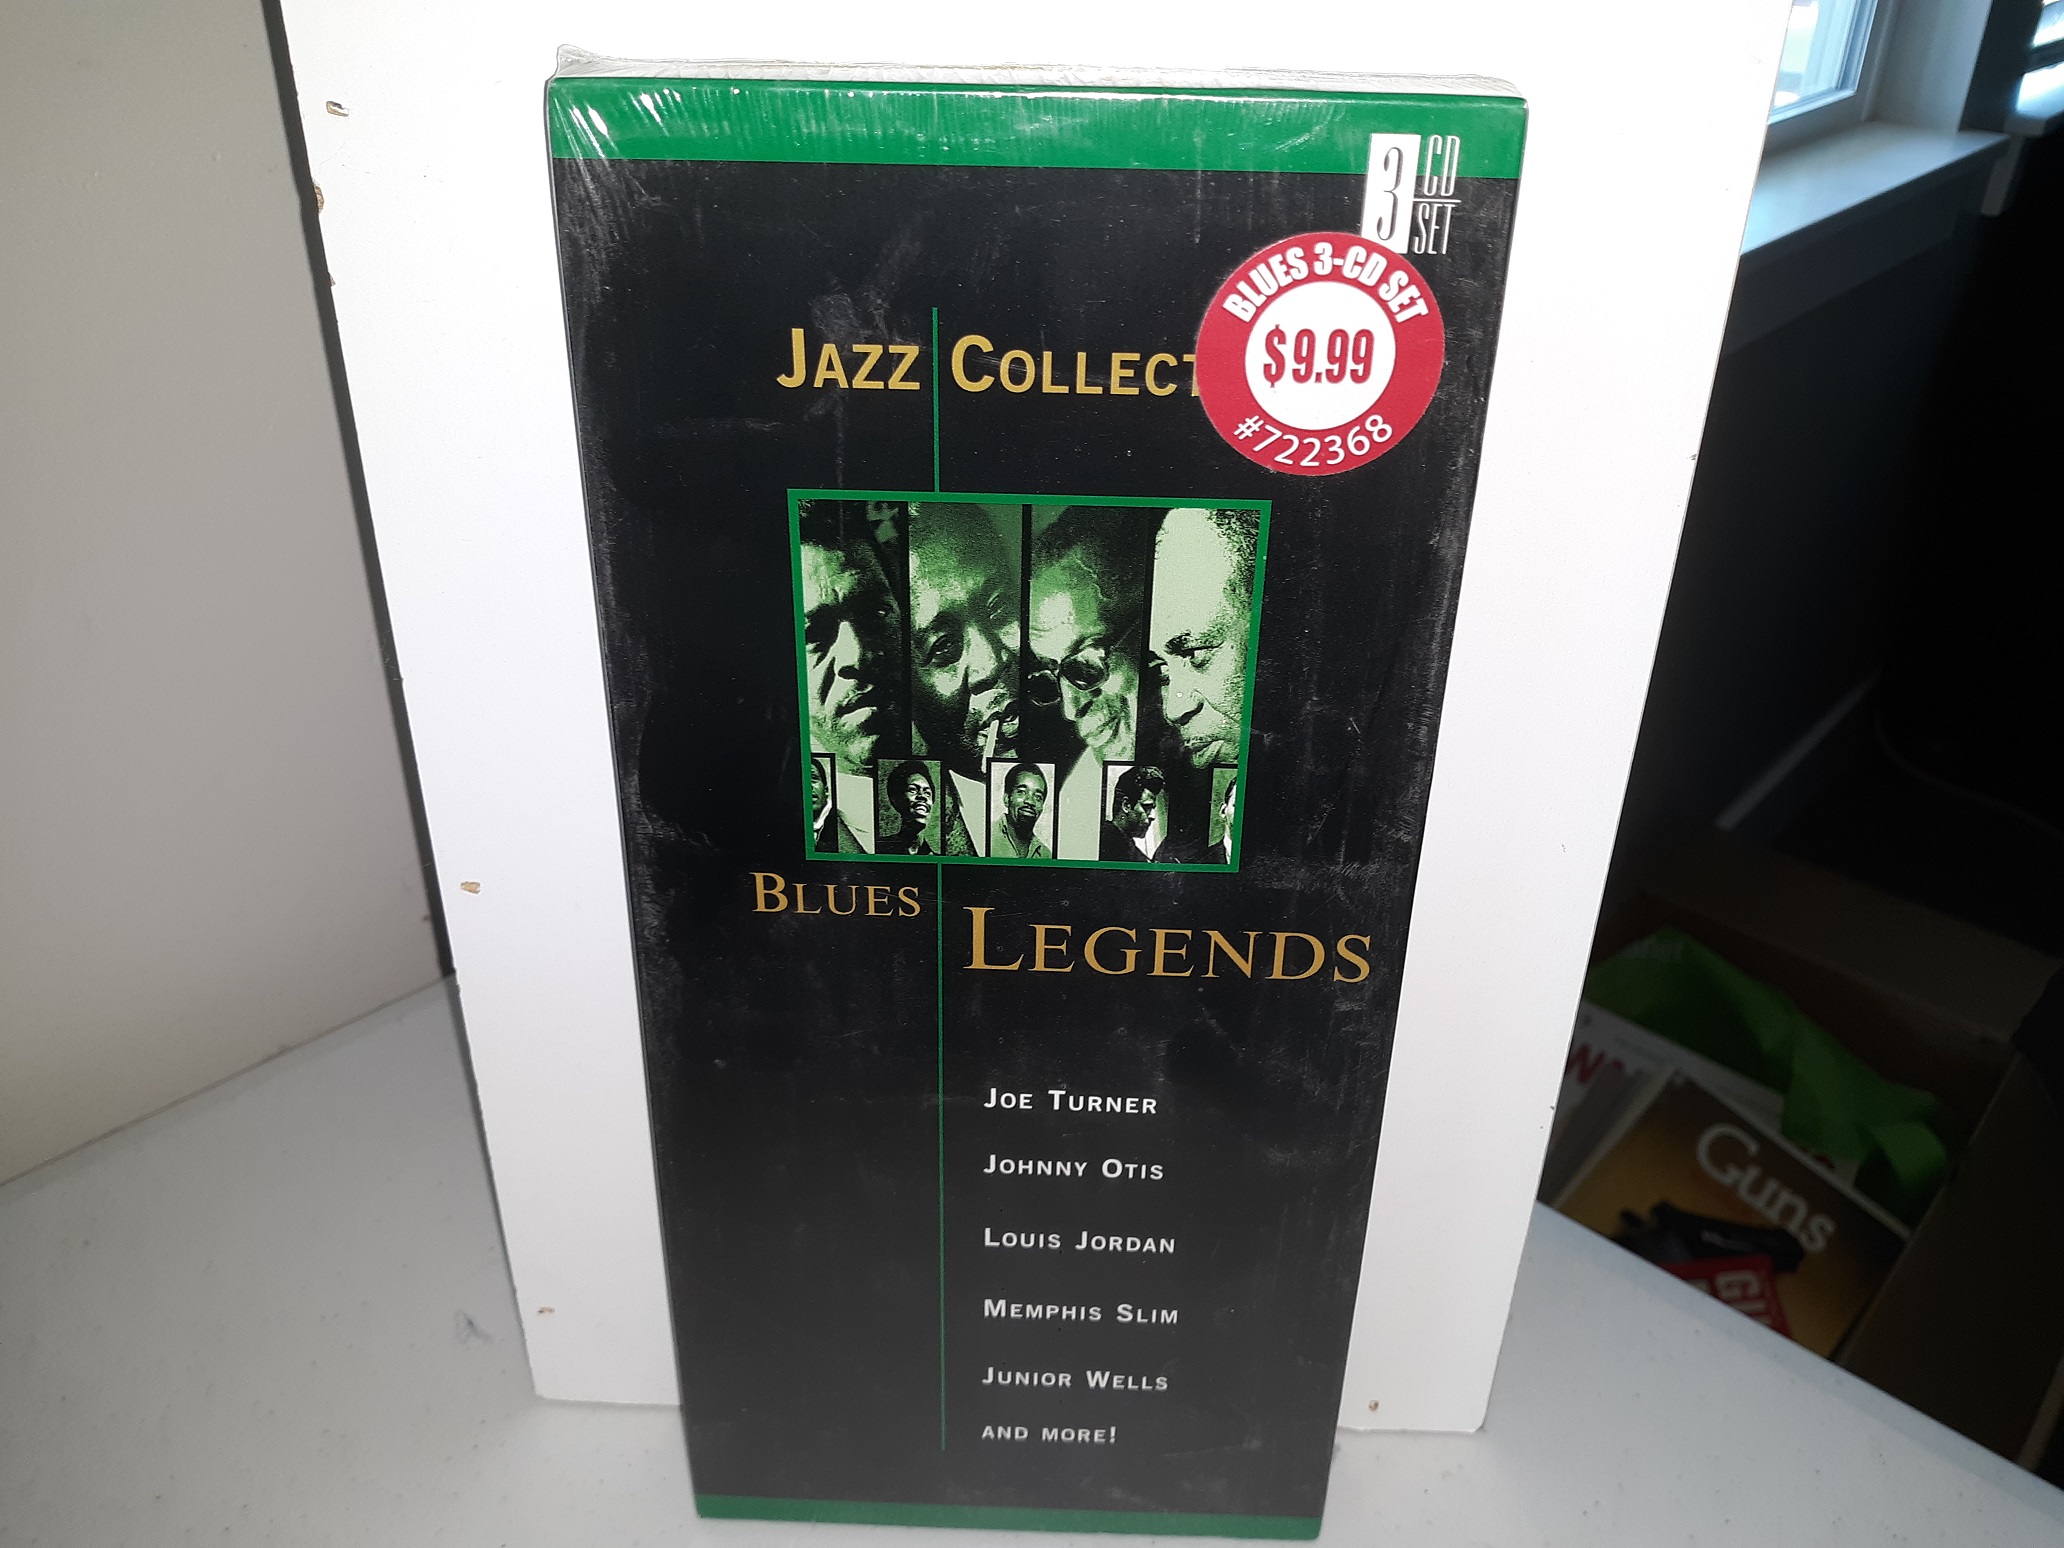 3 CD
SET
BLUES 3-CD SET
$9.99
#722368
JAZZ COLLECT
BLUES LEGENDS
JOE TURNER
JOHNNY OTIS
LOUIS JORDAN
MEMPHIS SLIM
JUNIOR WELLS
AND MORE!
Guns